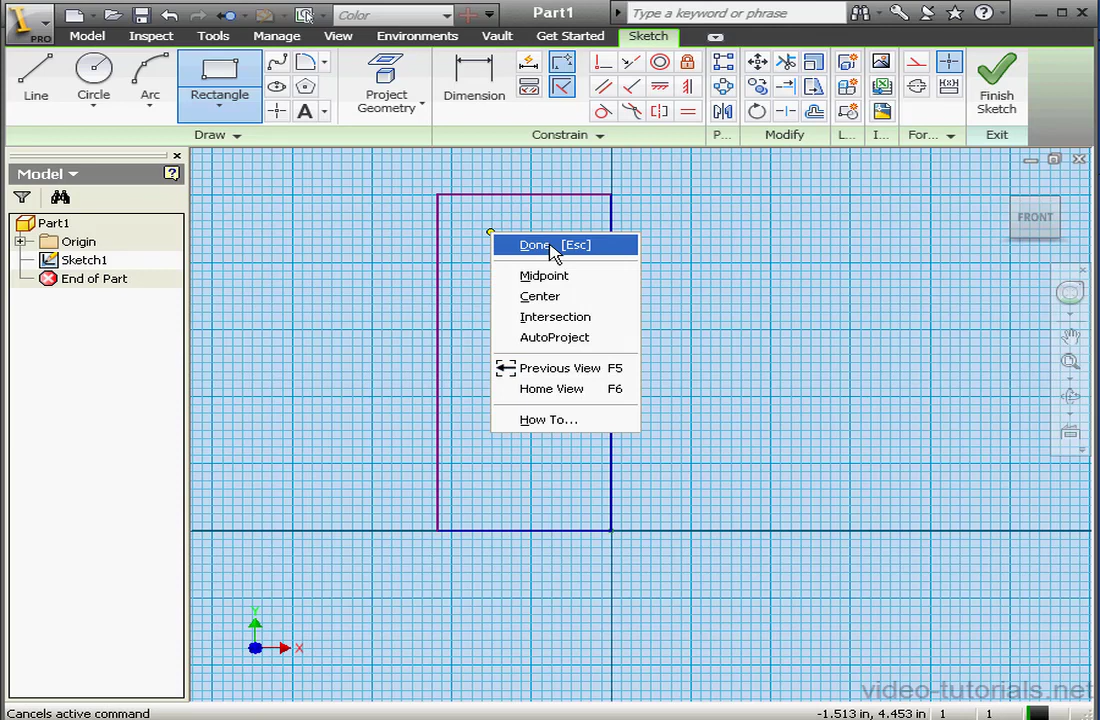 Color
Part1
Type a keyword or phrase
PRO
Model Inspect Tools Manage View Environments Vault Get Started Sketch
Line
Circle
Arc
Rectangle
A
Project
Geometry
Dimension
Finish
Sketch
Draw
Constrain
P...
Modify
L...
I...
For...
Exit
Model
Part1
Origin
Sketch1
End of Part
FRONT
Done [Esc]
Midpoint
Center
Intersection
AutoProject
Previous View F5
Home View F6
How To...
Y
X
video-tutorials.net
Cancels active command
-1.513 in, 4.453 in 1 1